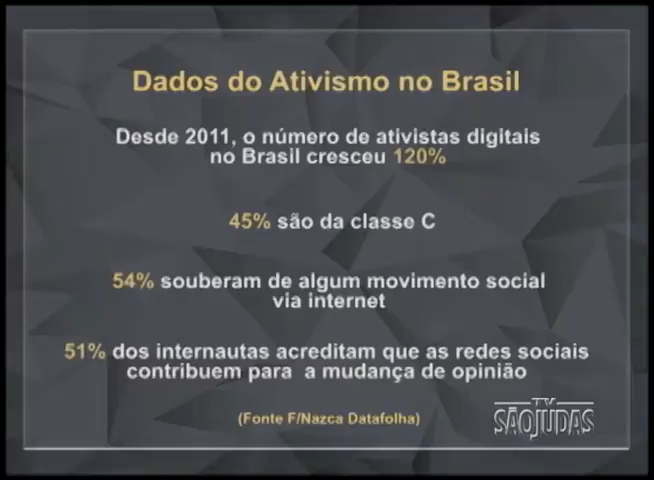 Dados do Ativismo no Brasil
Desde 2011, o número de ativistas digitais
no Brasil cresceu 120%
45% são da classe C
54% souberam de algum movimento social
via internet
51% dos internautas acreditam que as redes sociais
contribuem para a mudança de opinião
(Fonte F/Nazca Datafolha)
TV
SÃOJUDAS